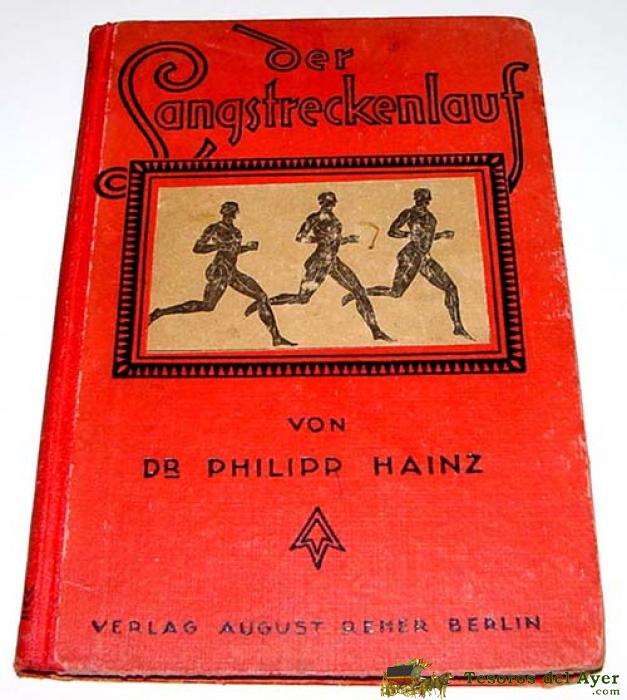 der
Langstreckenlauf
VON
DR PHILIPP HAINZ
VERLAG AUGUST REHER BERLIN
Tesoros del Ayer
.com